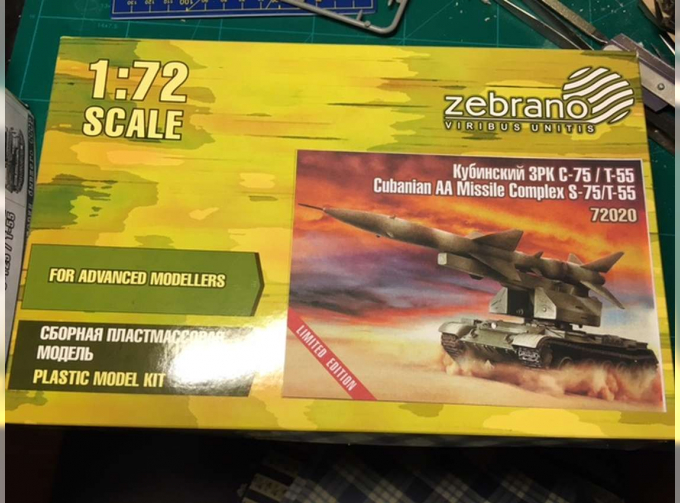 1:72
SCALE
zebrano
VIRIBUS UNITIS
Кубинский ЗРК С-75 / Т-55
Cubanian AA Missile Complex S-75/T-55
72020
FOR ADVANCED MODELLERS
СБОРНАЯ ПЛАСТМАССОВАЯ
МОДЕЛЬ
PLASTIC MODEL KIT
LIMITED EDITION